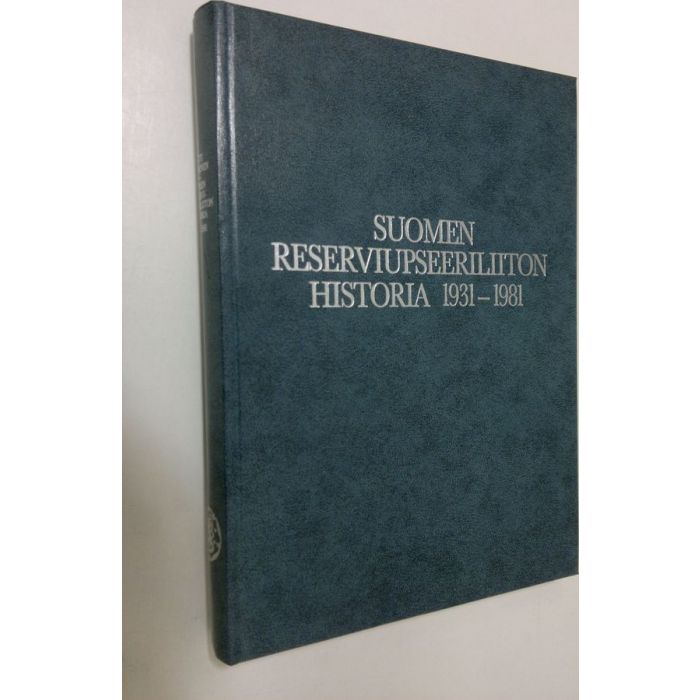 SUOMEN
RESERVIUPSEERILIITON
HISTORIA 1931–1981